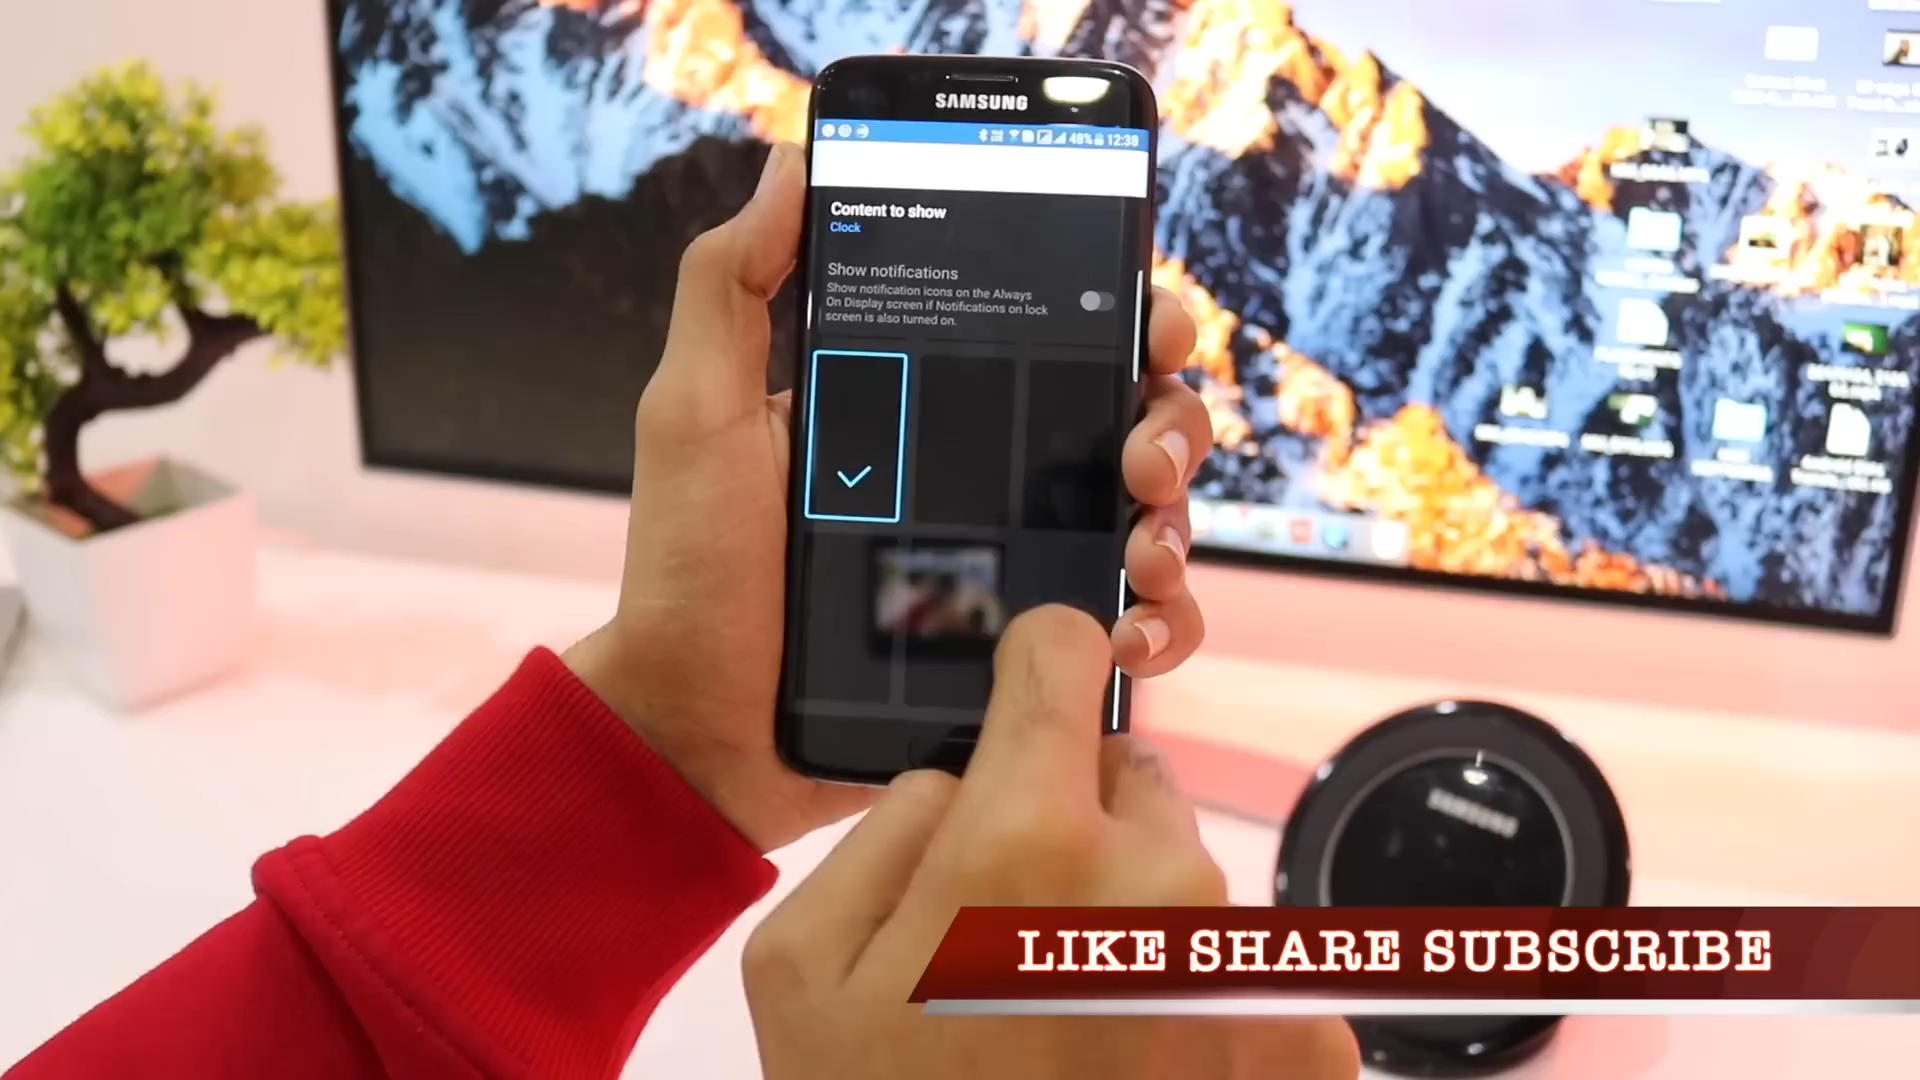 SAMSUNG
48% 12:38
Content to show
Clock
Show notifications
Show notification icons on the Always
On Display screen if Notifications on lock
screen is also turned on.
SAMSUNG
LIKE SHARE SUBSCRIBE